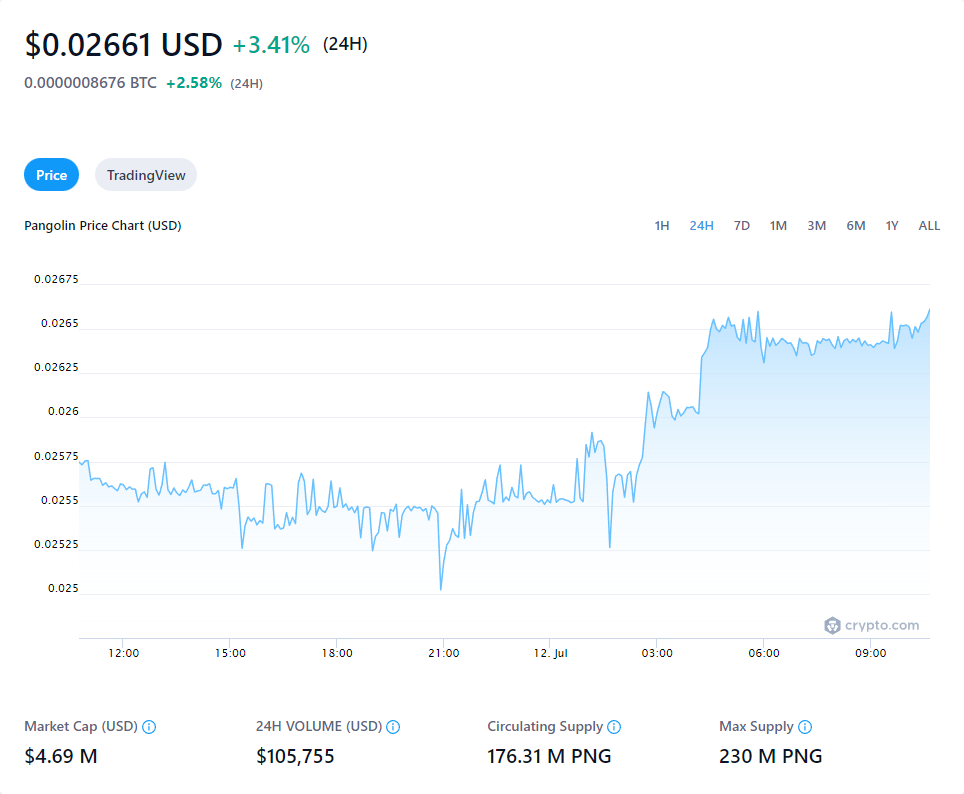 $0.02661 USD +3.41% (24H)
0.0000008676 BTC +2.58% (24H)
Price TradingView
Pangolin Price Chart (USD) 1H 24H 7D 1M 3M 6M 1Y ALL
0.02675
0.0265
0.02625
0.026
0.02575
0.0255
0.02525
0.025
crypto.com
12:00 15:00 18:00 21:00 12. Jul 03:00 06:00 09:00
Market Cap (USD) 24H VOLUME (USD) Circulating Supply Max Supply
$4.69 M $105,755 176.31 M PNG 230 M PNG